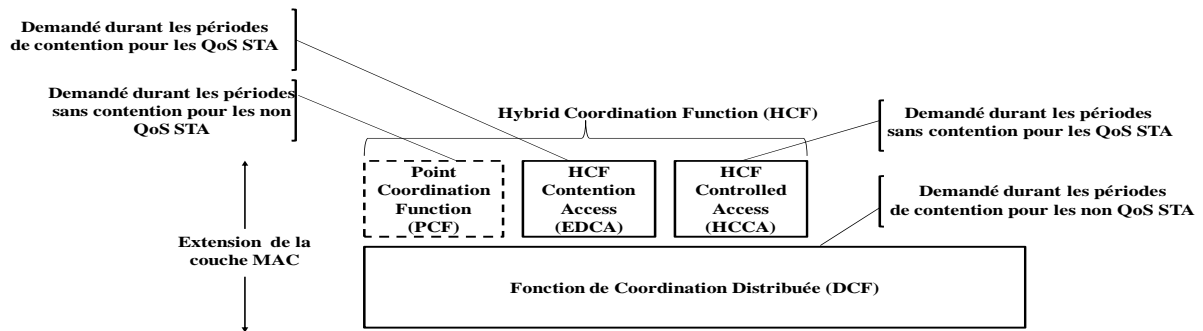 Demandé durant les périodes
de contention pour les QoS STA
Demandé durant les périodes
sans contention pour les non
QoS STA
Hybrid Coordination Function (HCF)
Demandé durant les périodes
sans contention pour les QoS STA
Point
Coordination
Function
(PCF)
HCF
Contention
Access
(EDCA)
HCF
Controlled
Access
(HCCA)
Demandé durant les périodes
de contention pour les non QoS STA
Extension de la
couche MAC
Fonction de Coordination Distribuée (DCF)